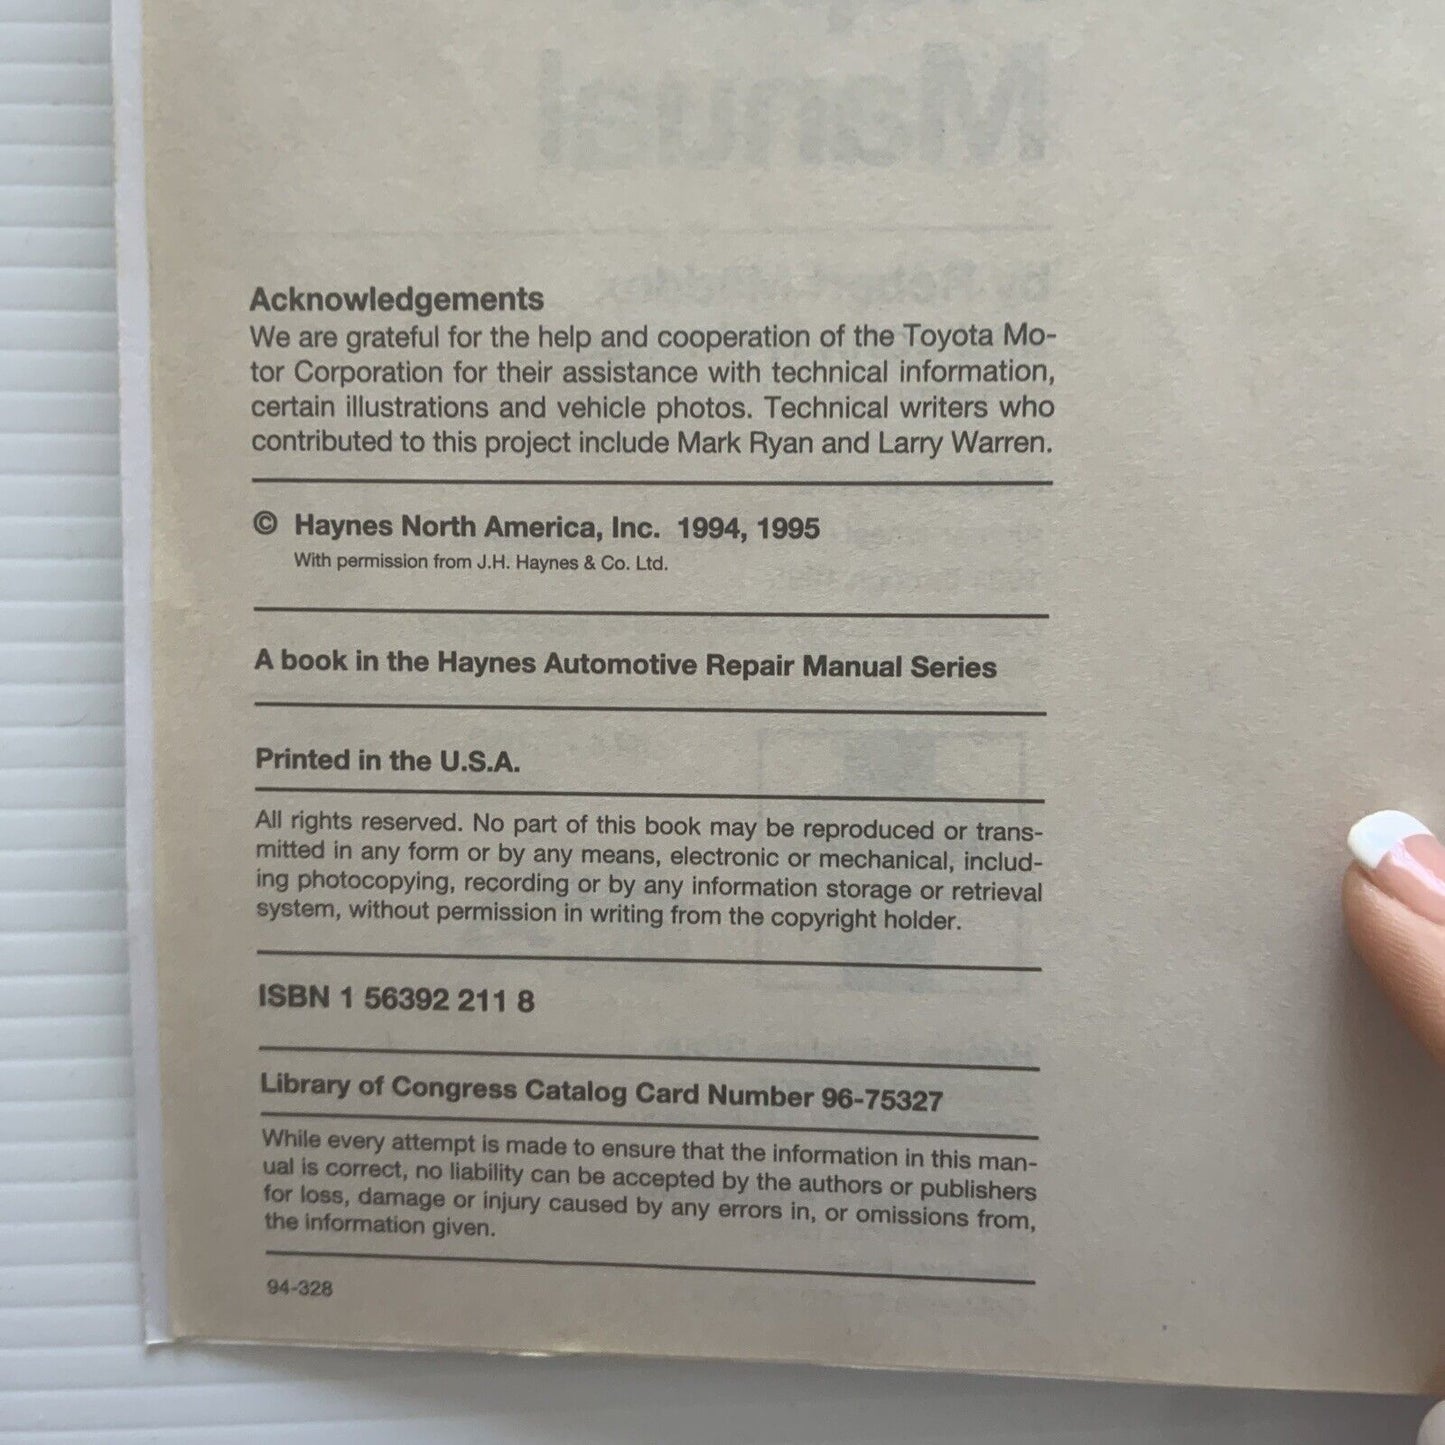 Acknowledgements
We are grateful for the help and cooperation of the Toyota Mo-
tor Corporation for their assistance with technical information,
certain illustrations and vehicle photos. Technical writers who
contributed to this project include Mark Ryan and Larry Warren.
© Haynes North America, Inc. 1994, 1995
With permission from J.H. Haynes & Co. Ltd.
A book in the Haynes Automotive Repair Manual Series
Printed in the U.S.A.
All rights reserved. No part of this book may be reproduced or trans-
mitted in any form or by any means, electronic or mechanical, includ-
ing photocopying, recording or by any information storage or retrieval
system, without permission in writing from the copyright holder.
ISBN 1 56392 211 8
Library of Congress Catalog Card Number 96-75327
While every attempt is made to ensure that the information in this man-
ual is correct, no liability can be accepted by the authors or publishers
for loss, damage or injury caused by any errors in, or omissions from,
the information given.
94-328